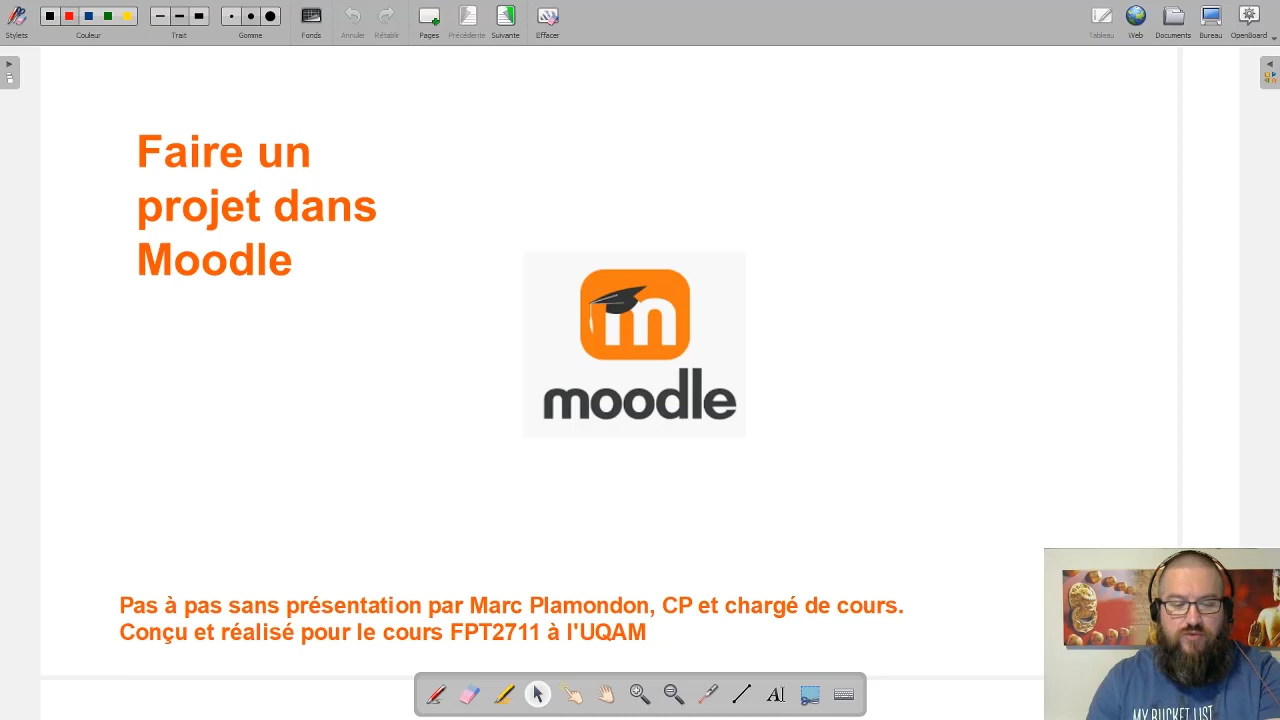 Stylets
Couleur
Trait
Gomme
Fonds
Annuler
Rétablir
Pages
Précédente
Suivante
Effacer
Tableau
Web
Documents
Bureau
OpenBoard
Faire un
projet dans
Moodle
m
moodle
Pas à pas sans présentation par Marc Plamondon, CP et chargé de cours.
Conçu et réalisé pour le cours FPT2711 à l'UQAM
MY BUCKET LIST
AI